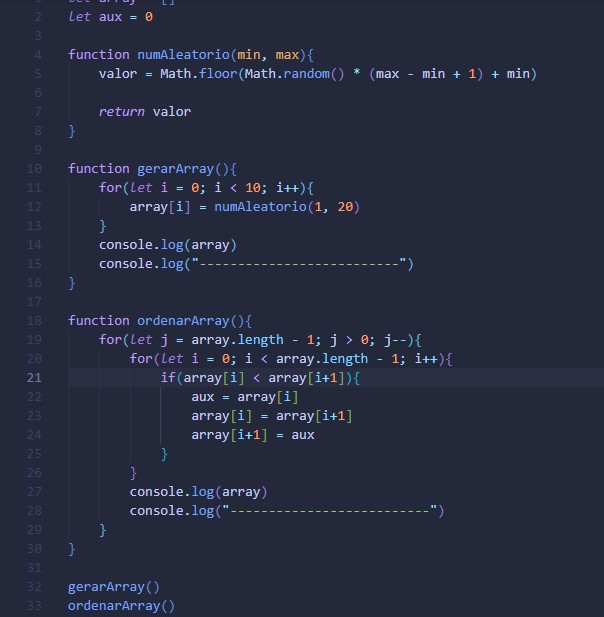 2 let aux = 0
3
4 function numAleatorio(min, max){
5     valor = Math.floor(Math.random() * (max - min + 1) + min)
6
7     return valor
8 }
9
10 function gerarArray(){
11     for(let i = 0; i < 10; i++){
12         array[i] = numAleatorio(1, 20)
13     }
14     console.log(array)
15     console.log("--------------------------")
16 }
17
18 function ordenarArray(){
19     for(let j = array.length - 1; j > 0; j--){
20         for(let i = 0; i < array.length - 1; i++){
21             if(array[i] < array[i+1]){
22                 aux = array[i]
23                 array[i] = array[i+1]
24                 array[i+1] = aux
25             }
26         }
27         console.log(array)
28         console.log("--------------------------")
29     }
30 }
31
32 gerarArray()
33 ordenarArray()